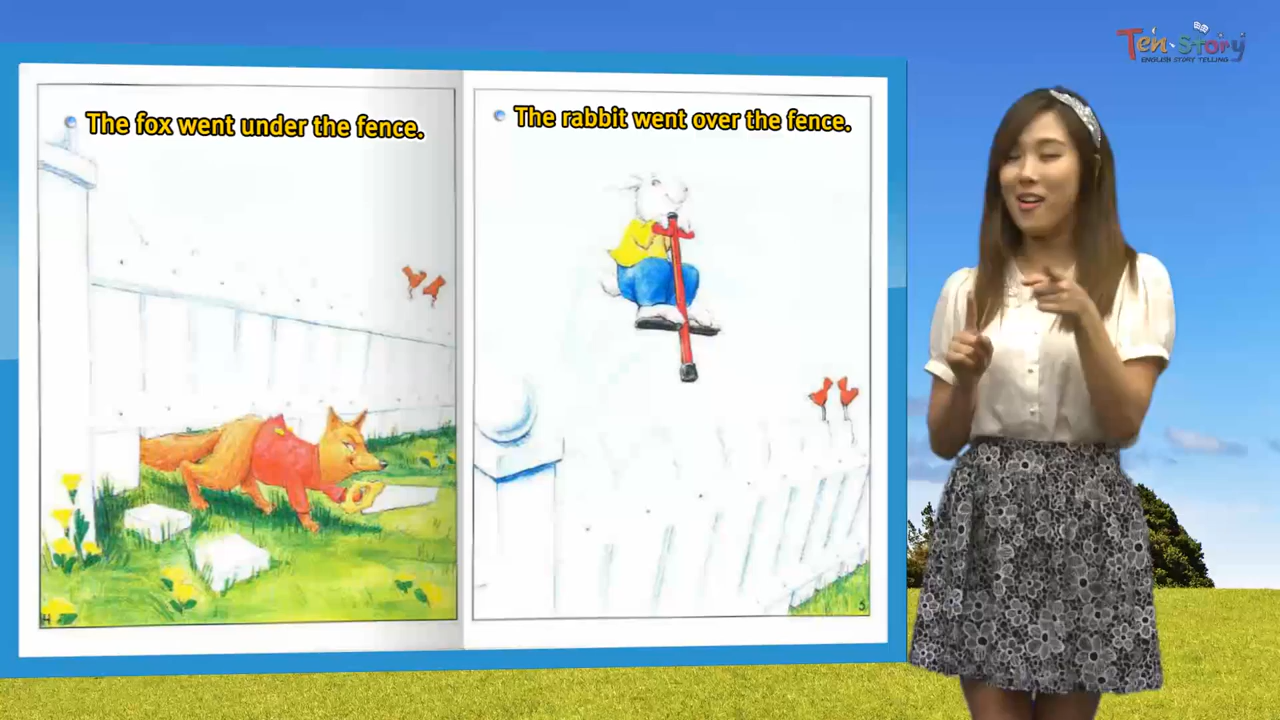 The fox went under the fence.
The rabbit went over the fence.
Ten·Story
ENGLISH STORY TELLING
4
5